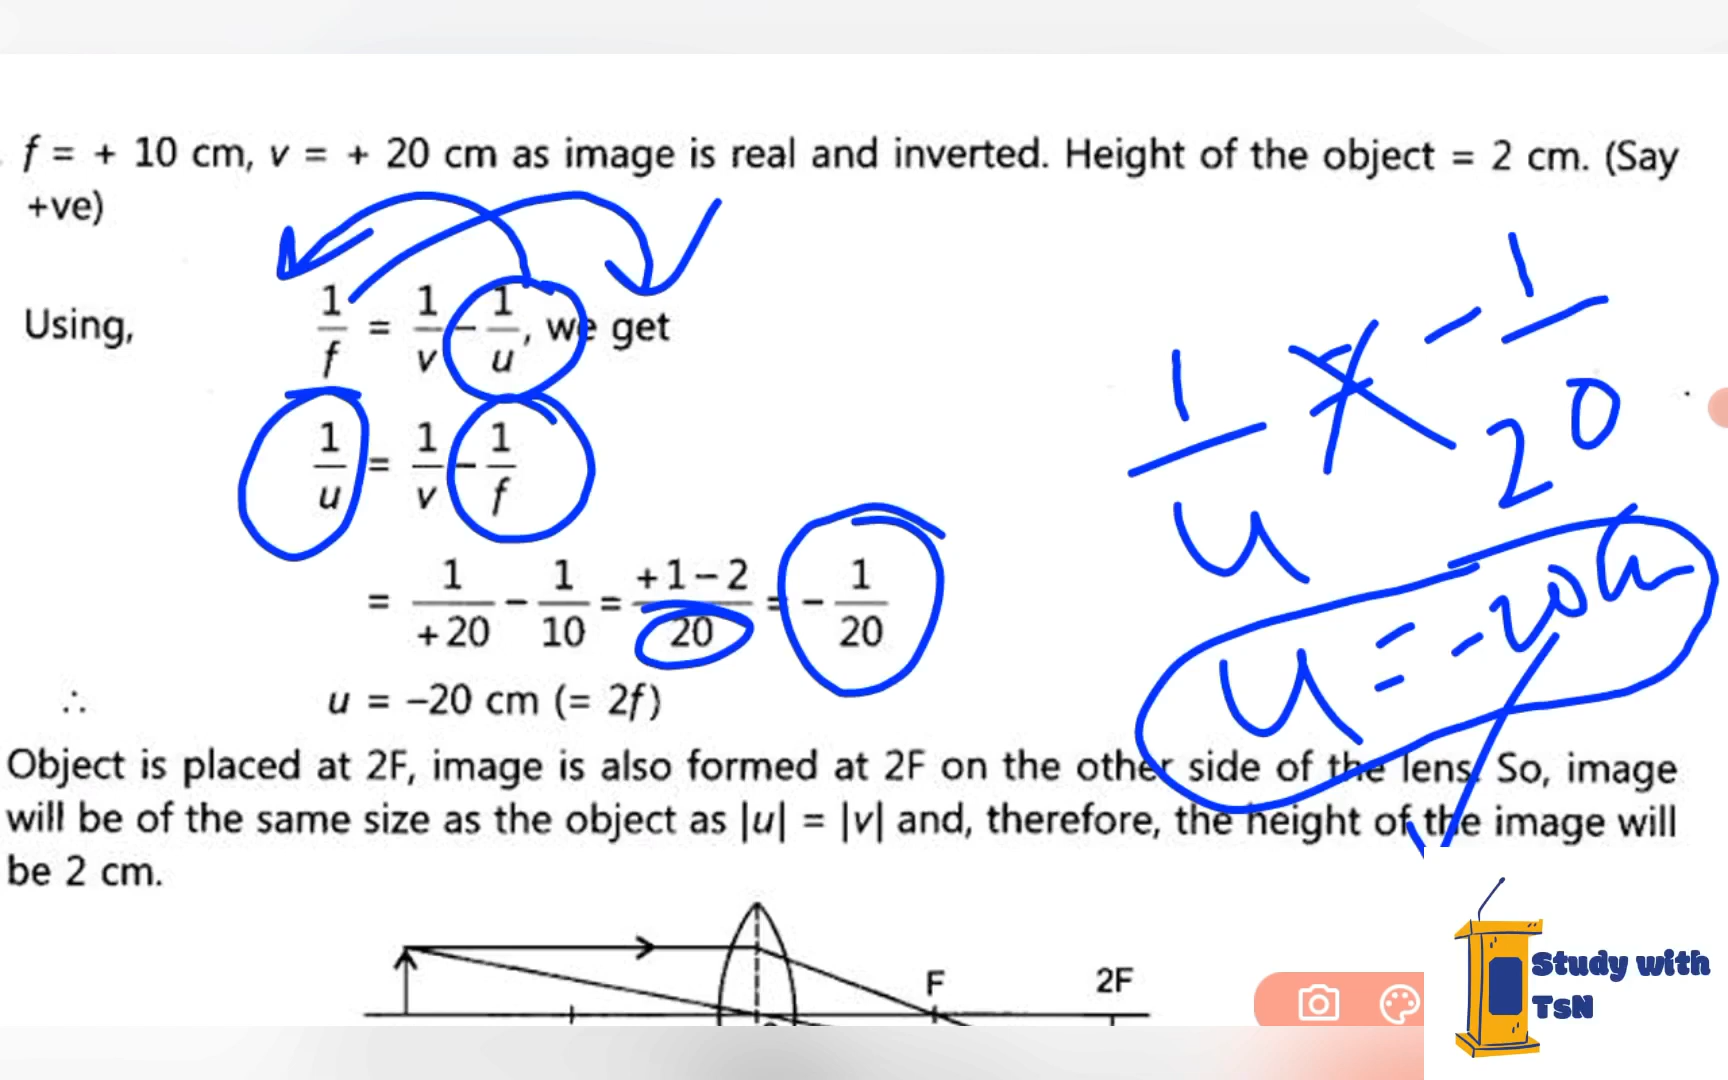 f = + 10 cm, v = + 20 cm as image is real and inverted. Height of the object = 2 cm. (Say
+ve)
Using, 1/f = 1/v − 1/u, we get
1/u = 1/v − 1/f
= 1/+20 − 1/10 = +1−2/20 = − 1/20
∴ u = −20 cm (= 2f)
1/u = − 1/20
u = -20
Object is placed at 2F, image is also formed at 2F on the other side of the lens. So, image
will be of the same size as the object as |u| = |v| and, therefore, the height of the image will
be 2 cm.
F 2F
Study with
TsN